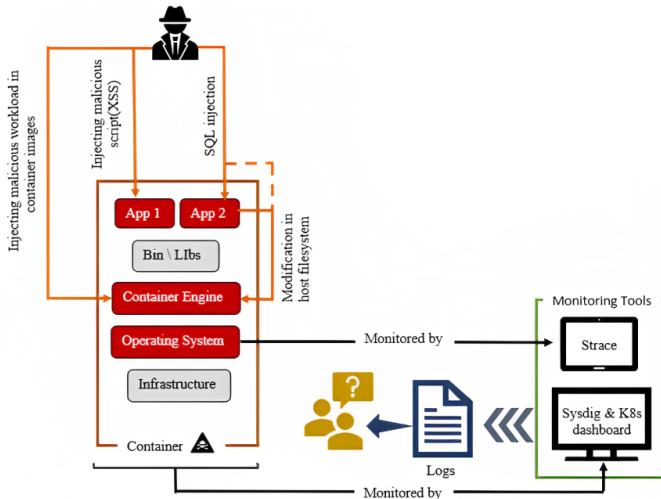 Injecting malicious workload in
container images
Injecting malicious
script(XSS)
SQL injection
App 1
App 2
Bin \ LIbs
Modification in
host filesystem
Container Engine
Operating System
Infrastructure
Container
Monitored by
Monitoring Tools
Strace
Sysdig & K8s
dashboard
?
Logs
Monitored by